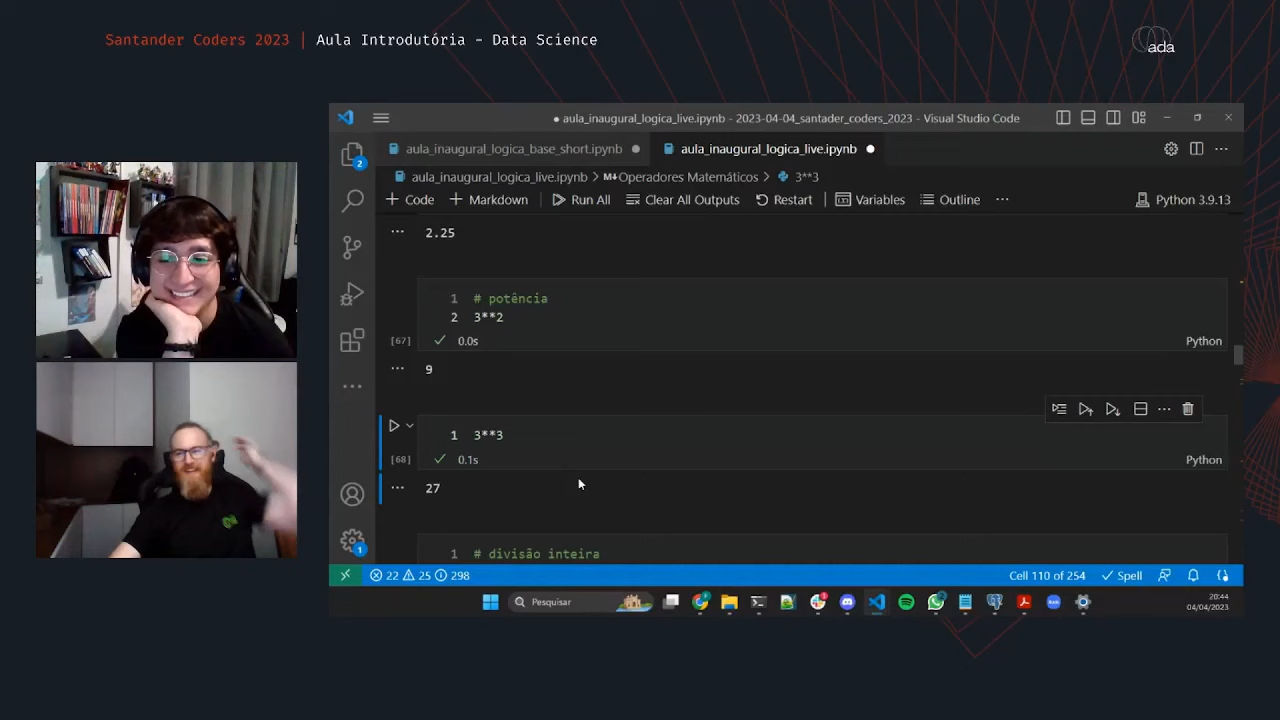 Santander Coders 2023 | Aula Introdutória - Data Science
ada
● aula_inaugural_logica_live.ipynb - 2023-04-04_santader_coders_2023 - Visual Studio Code
aula_inaugural_logica_base_short.ipynb ●
aula_inaugural_logica_live.ipynb ●
aula_inaugural_logica_live.ipynb > M↓Operadores Matemáticos > 3**3
+ Code + Markdown Run All Clear All Outputs Restart Variables Outline ... Python 3.9.13
2
... 2.25
1 # potência
2 3**2
[67] ✓ 0.0s Python
... 9
1 3**3
[68] ✓ 0.1s Python
... 27
1 # divisão inteira
1
22 25 298 Cell 110 of 254 ✓ Spell
Pesquisar
20:44
04/04/2023